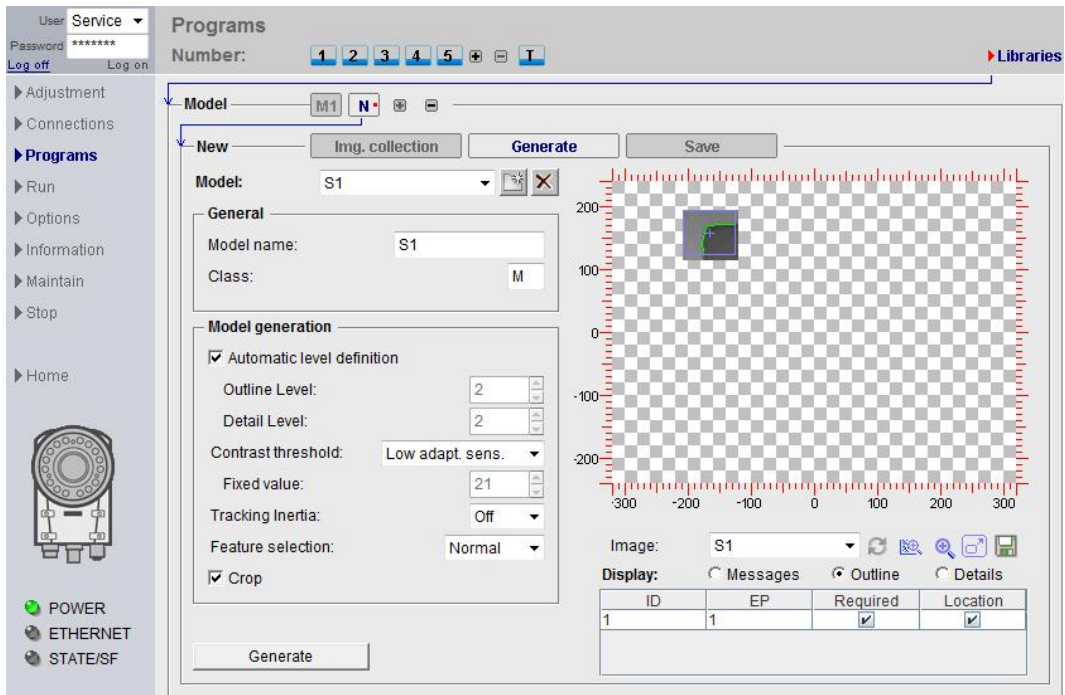 User Service
Password *******
Log off Log on
Programs
Number: 1 2 3 4 5 T
Libraries
Adjustment
Connections
Programs
Run
Options
Information
Maintain
Stop
Home
POWER
ETHERNET
STATE/SF
Model M1 N
New Img. collection Generate Save
Model: S1
General
Model name: S1
Class: M
Model generation
Automatic level definition
Outline Level: 2
Detail Level: 2
Contrast threshold: Low adapt. sens.
Fixed value: 21
Tracking Inertia: Off
Feature selection: Normal
Crop
Generate
200
100
0
-100
-200
-300 -200 -100 0 100 200 300
Image: S1
Display: Messages Outline Details
ID EP Required Location
1 1